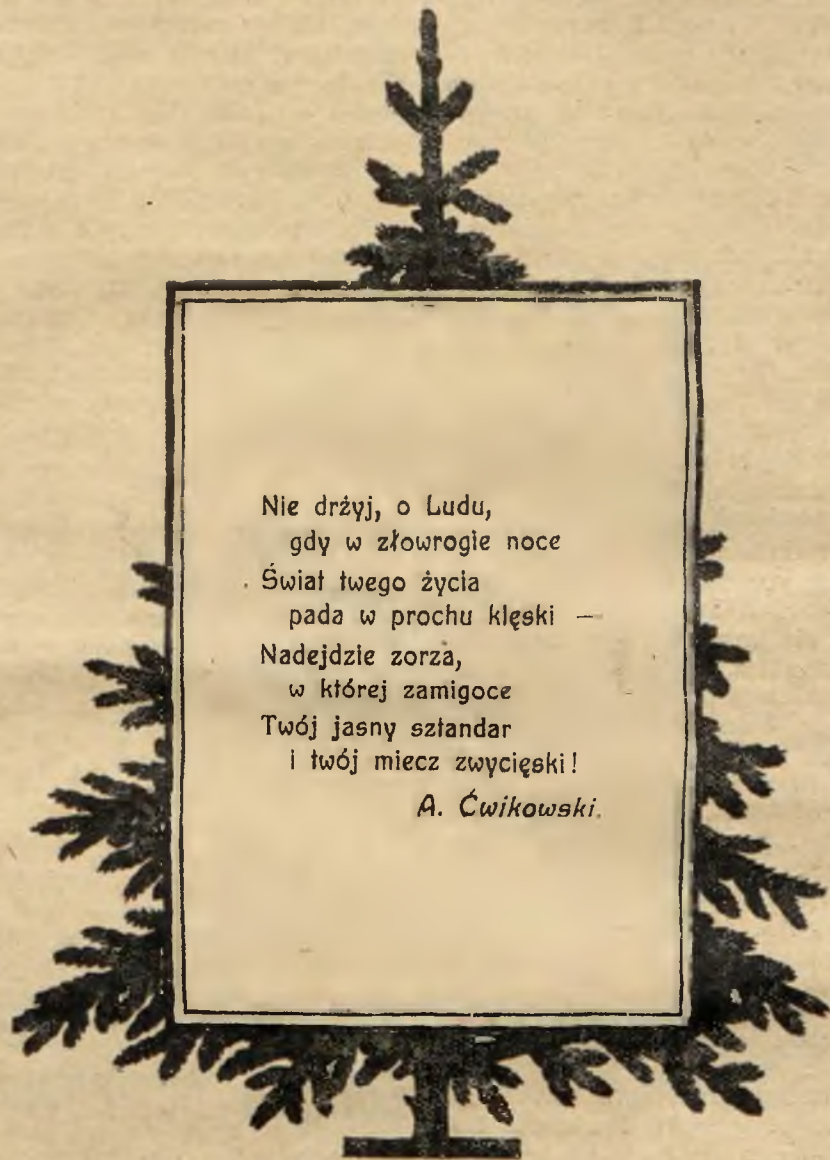 Nie drżyj, o Ludu,
gdy w złowrogie noce
Świat twego życia
pada w prochu klęski —
Nadejdzie zorza,
w której zamigoce
Twój jasny sztandar
i twój miecz zwycięski!
A. Ćwikowski.